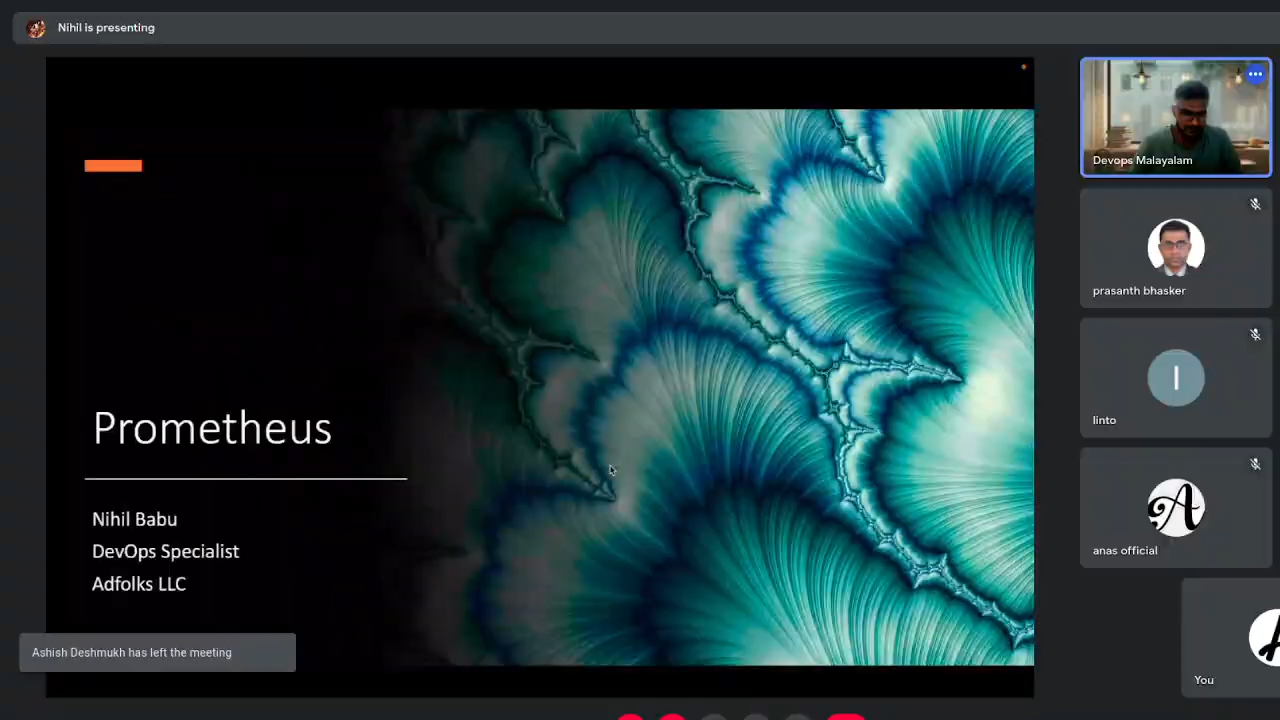 Nihil is presenting
Prometheus
Nihil Babu
DevOps Specialist
Adfolks LLC
Ashish Deshmukh has left the meeting
Devops Malayalam
prasanth bhasker
l
linto
A
anas official
You